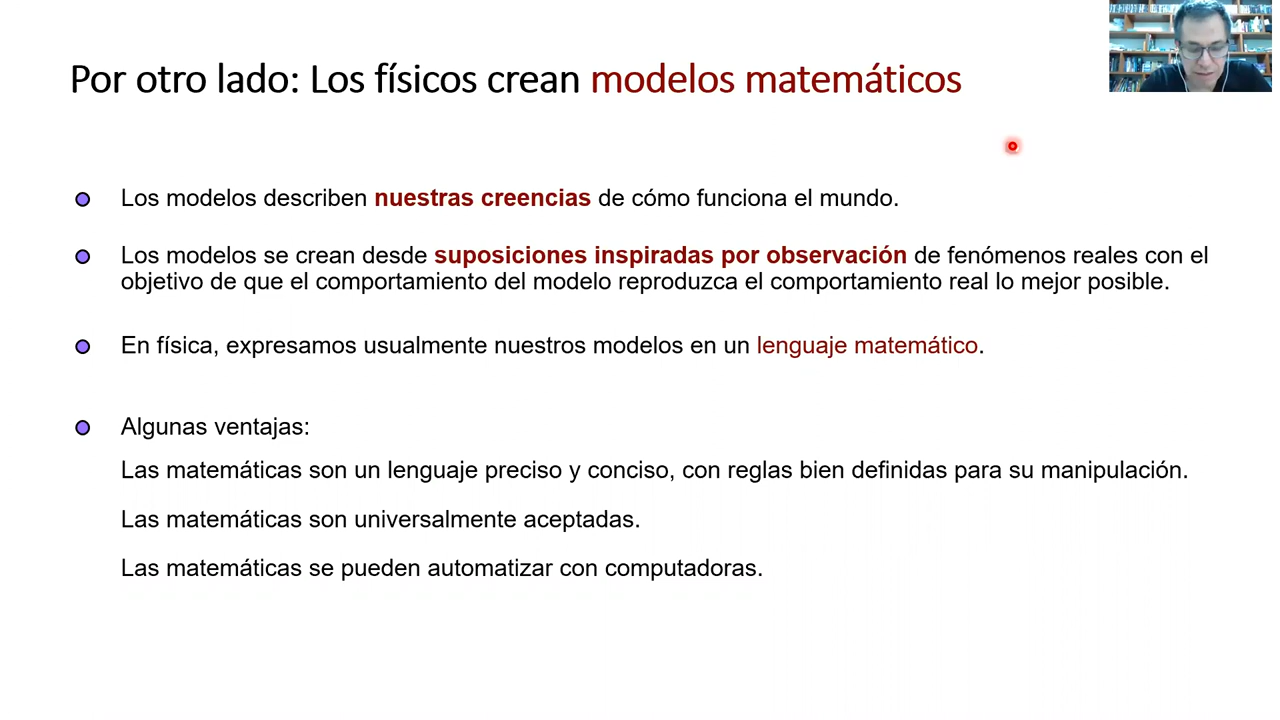 Por otro lado: Los físicos crean modelos matemáticos
Los modelos describen nuestras creencias de cómo funciona el mundo.
Los modelos se crean desde suposiciones inspiradas por observación de fenómenos reales con el
objetivo de que el comportamiento del modelo reproduzca el comportamiento real lo mejor posible.
En física, expresamos usualmente nuestros modelos en un lenguaje matemático.
Algunas ventajas:
Las matemáticas son un lenguaje preciso y conciso, con reglas bien definidas para su manipulación.
Las matemáticas son universalmente aceptadas.
Las matemáticas se pueden automatizar con computadoras.